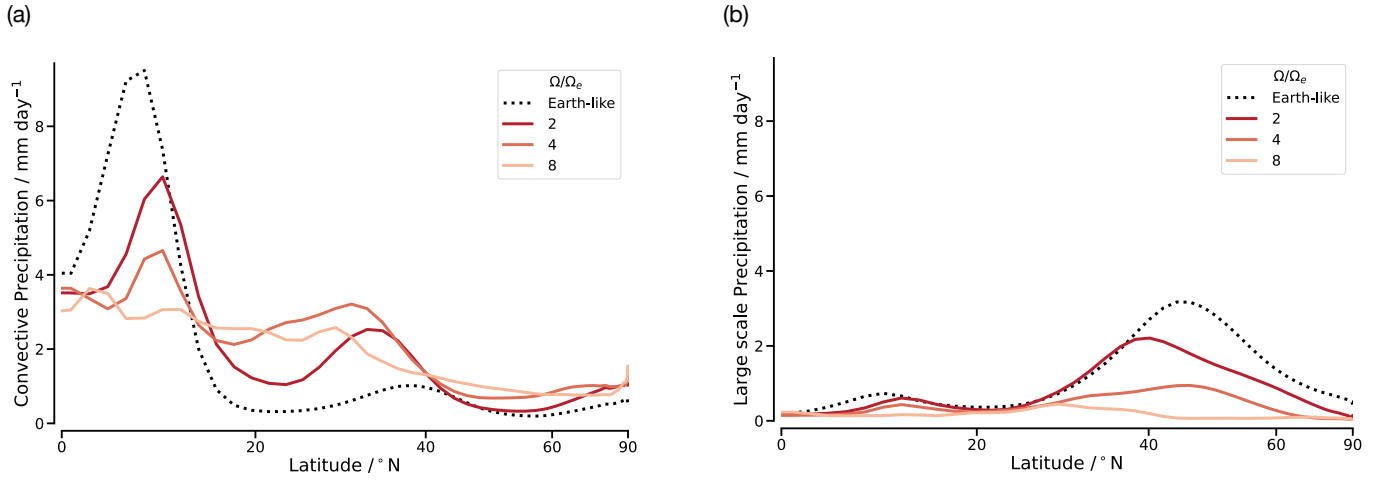 (a)
Convective Precipitation / mm day⁻¹
8
6
4
2
0
Ω/Ωₑ
Earth-like
2
4
8
0
20
40
60
90
Latitude /°N
(b)
Large scale Precipitation / mm day⁻¹
8
6
4
2
0
Ω/Ωₑ
Earth-like
2
4
8
0
20
40
60
90
Latitude /°N